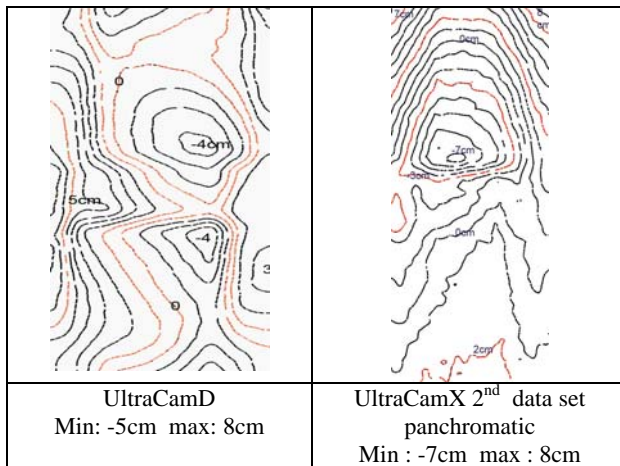 0
-4cm
5cm
-4
3
0
7cm
0cm
-7cm
-3cm
0cm
2cm
UltraCamD
Min: -5cm max: 8cm
UltraCamX 2nd data set
panchromatic
Min : -7cm max : 8cm